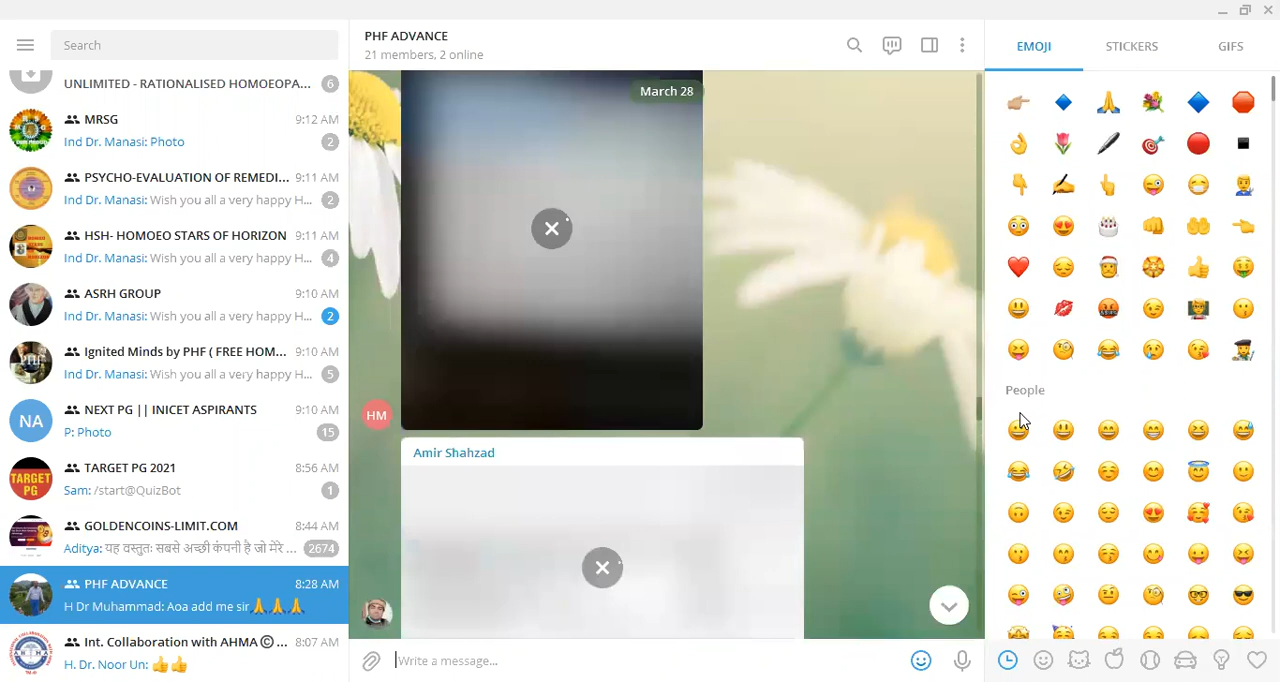 Search
PHF ADVANCE
21 members, 2 online
EMOJI
STICKERS
GIFS
UNLIMITED - RATIONALISED HOMOEOPA... 6
MRSG 9:12 AM
Ind Dr. Manasi: Photo 2
PSYCHO-EVALUATION OF REMEDI... 9:11 AM
Ind Dr. Manasi: Wish you all a very happy H... 2
HSH- HOMOEO STARS OF HORIZON 9:11 AM
Ind Dr. Manasi: Wish you all a very happy H... 4
ASRH GROUP 9:10 AM
Ind Dr. Manasi: Wish you all a very happy H... 2
Ignited Minds by PHF ( FREE HOM... 9:10 AM
Ind Dr. Manasi: Wish you all a very happy H... 5
NA
NEXT PG || INICET ASPIRANTS 9:10 AM
P: Photo 15
TARGET PG
TARGET PG 2021 8:56 AM
Sam: /start@QuizBot 1
GOLDENCOINS-LIMIT.COM 8:44 AM
Aditya: यह वस्तुतः सबसे अच्छी कंपनी है जो मेरे ... 2674
PHF ADVANCE 8:28 AM
H Dr Muhammad: Aoa add me sir🙏🙏🙏
Int. Collaboration with AHMA © ... 8:07 AM
H. Dr. Noor Un: 👍👍
March 28
HM
Amir Shahzad
Write a message...
People